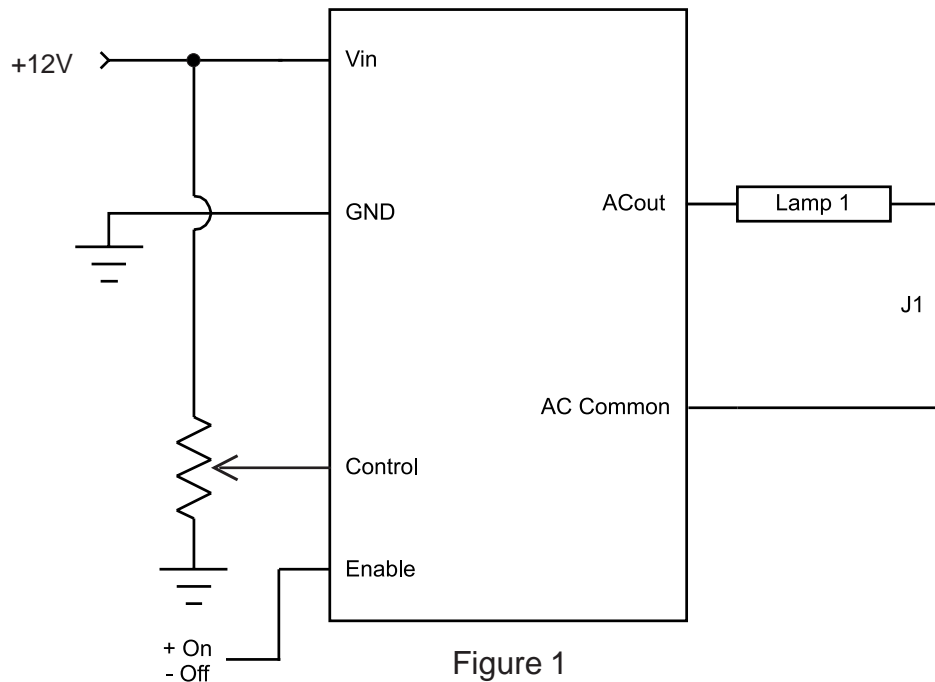 +12V
Vin
GND
ACout
Lamp 1
J1
AC Common
Control
Enable
+ On
- Off
Figure 1